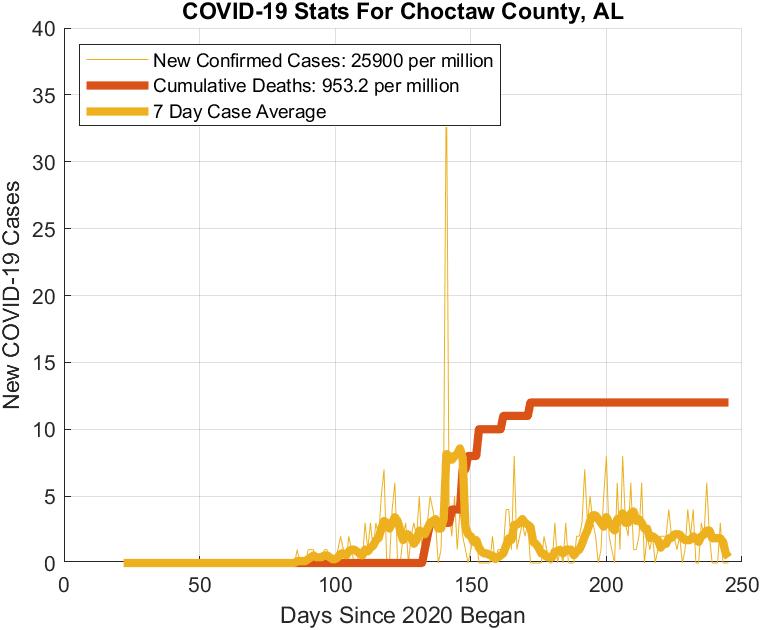 COVID-19 Stats For Choctaw County, AL
New Confirmed Cases: 25900 per million
Cumulative Deaths: 953.2 per million
7 Day Case Average
New COVID-19 Cases
40
35
30
25
20
15
10
5
0
0 50 100 150 200 250
Days Since 2020 Began